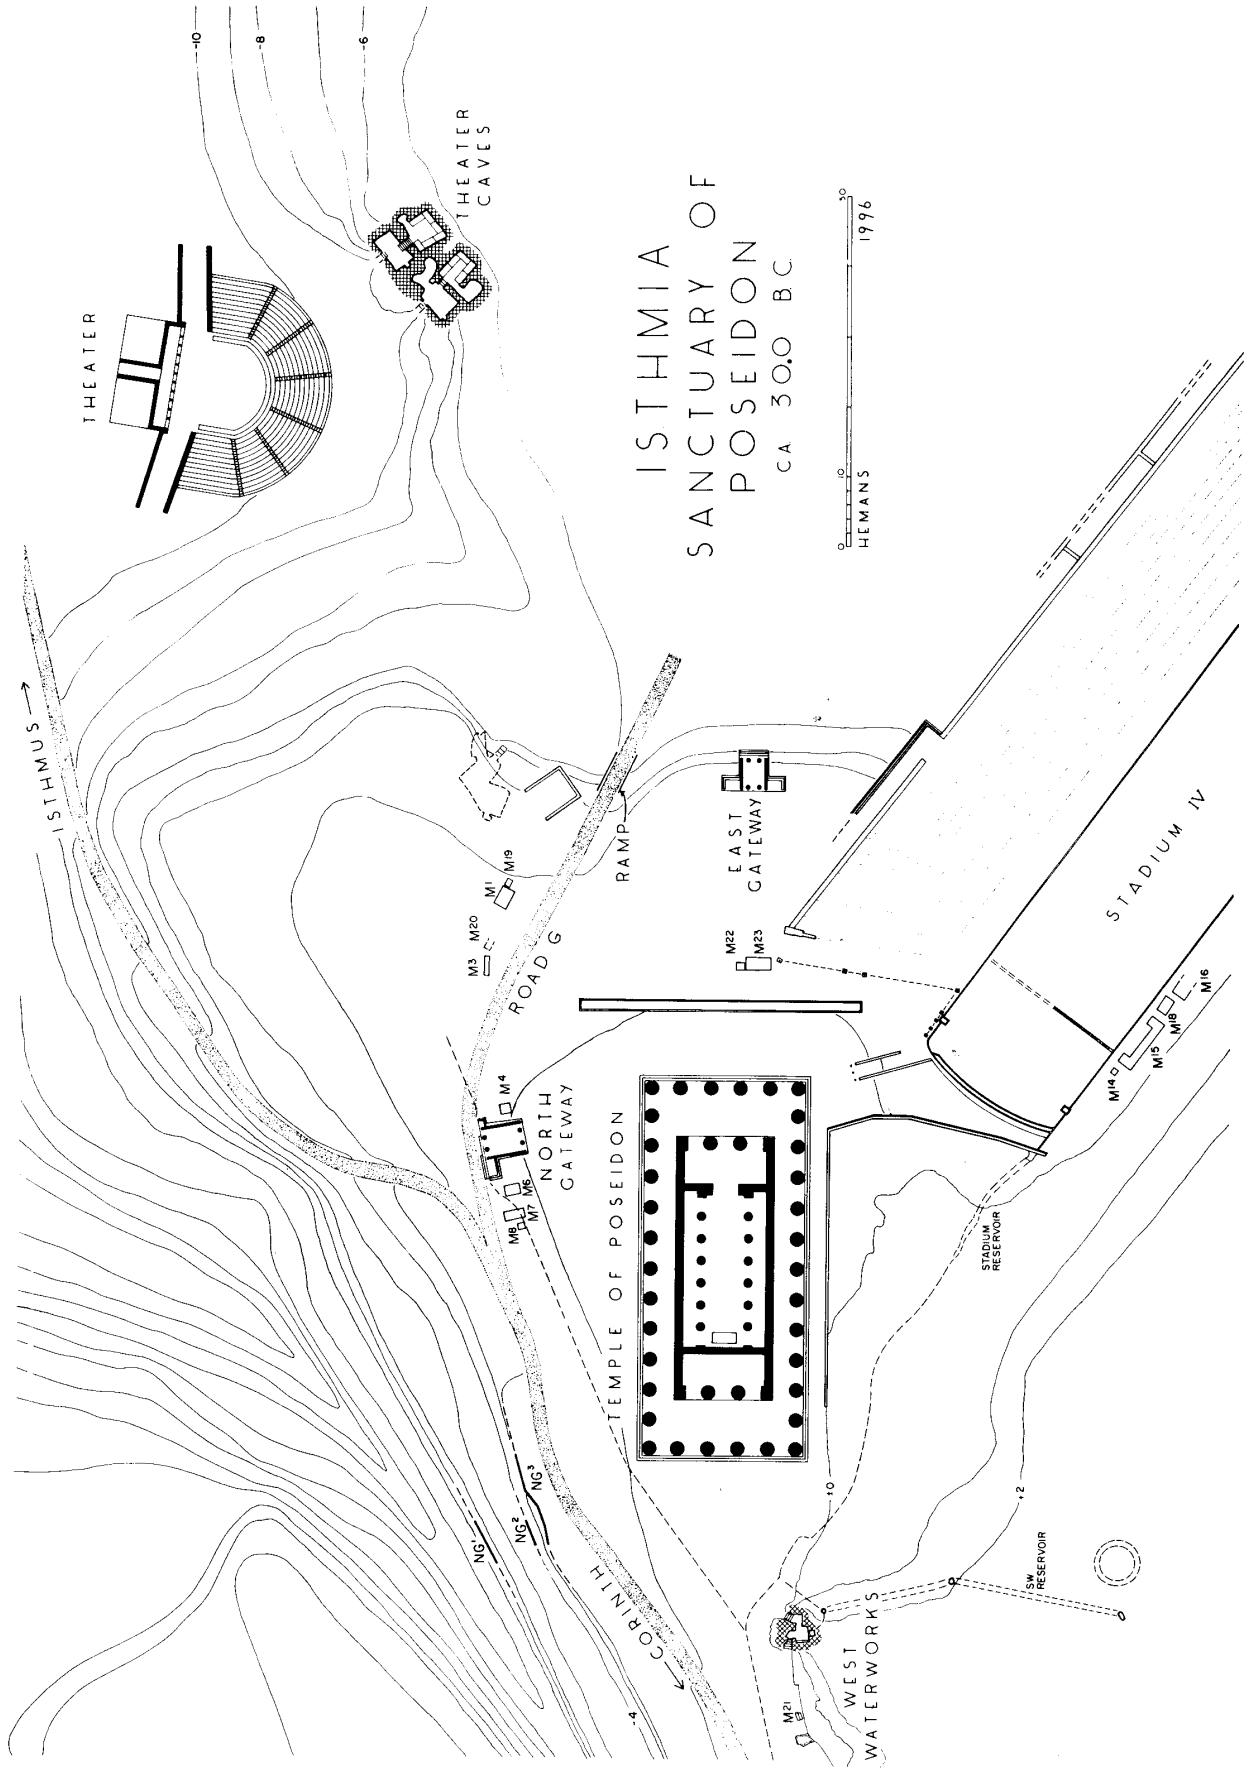 ISTHMIA
SANCTUARY OF
POSEIDON
CA 300 B.C.
0 10 50
HEMANS 1996
THEATER
THEATER
CAVES
-10
-8
-6
ISTHMUS →
M3
M20
M1
M19
ROAD G
RAMP
EAST
GATEWAY
M22
M23
STADIUM IV
M14
M15
M18
M16
NORTH
GATEWAY
M4
M6
M7
M8
TEMPLE OF POSEIDON
STADIUM
RESERVOIR
NG1
NG2
NG3
← CORINTH
-4
±0
+2
SW
RESERVOIR
WEST
WATERWORKS
M21